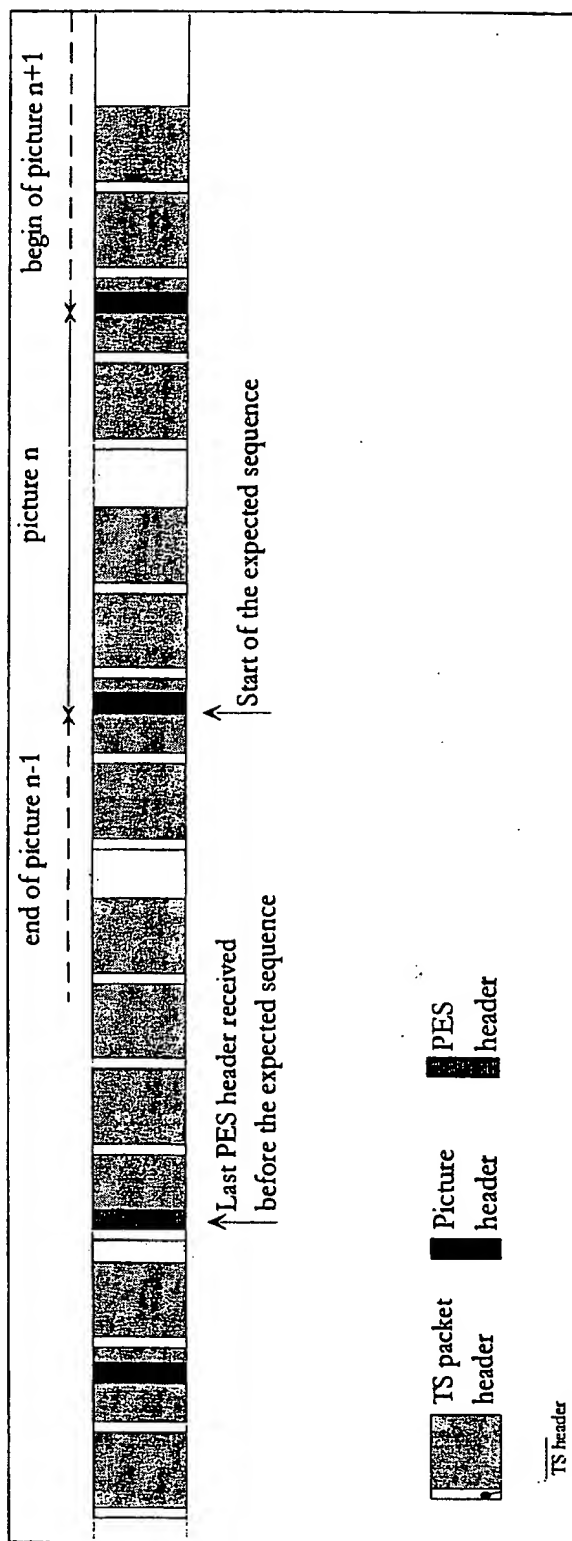 end of picture n-1
picture n
begin of picture n+1
Last PES header received
before the expected sequence
Start of the expected sequence
TS packet
header
Picture
header
PES
header
TS header